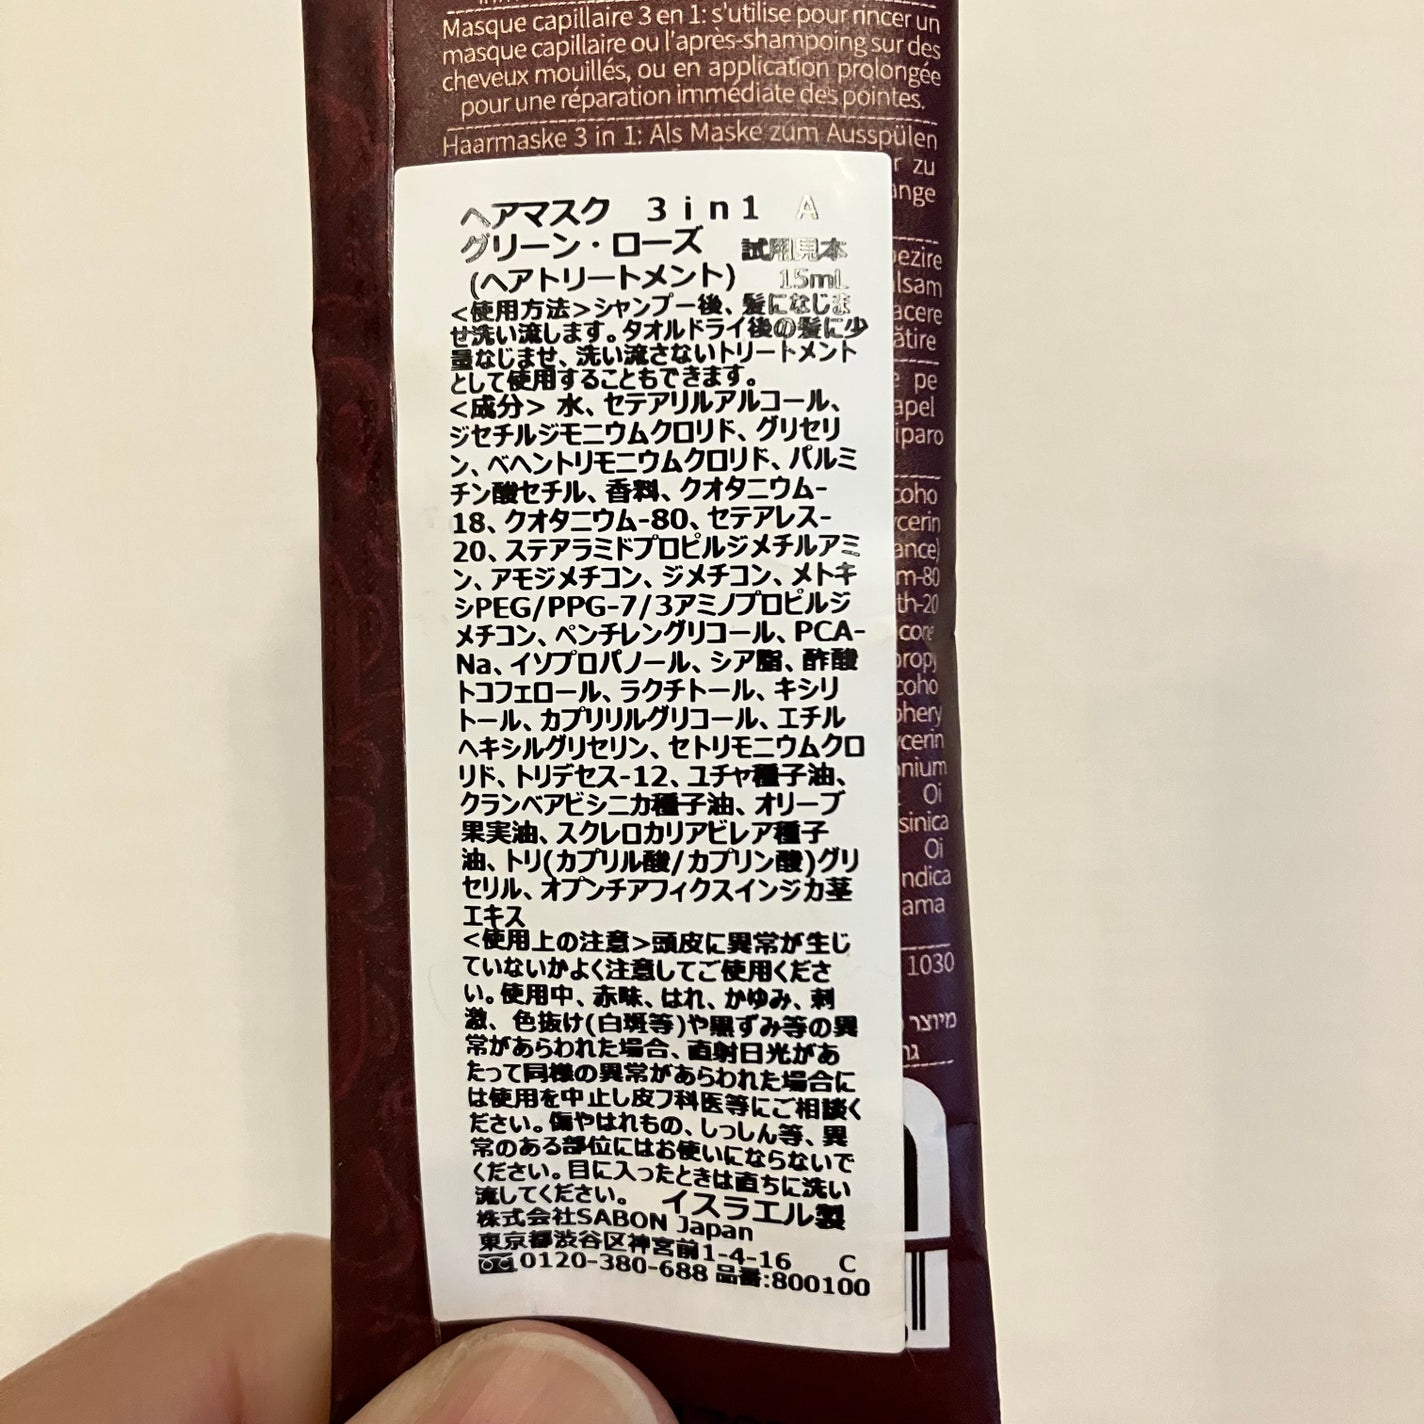 Masque capillaire 3 en 1: s'utilise pour rincer un
masque capillaire ou l'après-shampoing sur des
cheveux mouillés, ou en application prolongée
pour une réparation immédiate des pointes.
Haarmaske 3 in 1: Als Maske zum Ausspülen
r zu
ange
ヘアマスク 3in1 A
グリーン・ローズ 試用見本
(ヘアトリートメント) 15mL
<使用方法>シャンプー後、髪になじま
せ洗い流します。タオルドライ後の髪に少
量なじませ、洗い流さないトリートメント
として使用することもできます。
<成分> 水、セテアリルアルコール、
ジセチルジモニウムクロリド、グリセリ
ン、ベヘントリモニウムクロリド、パルミ
チン酸セチル、香料、クオタニウム-
18、クオタニウム-80、セテアレス-
20、ステアラミドプロピルジメチルアミ
ン、アモジメチコン、ジメチコン、メトキ
シPEG/PPG-7/3アミノプロピルジ
メチコン、ペンチレングリコール、PCA-
Na、イソプロパノール、シア脂、酢酸
トコフェロール、ラクチトール、キシリ
トール、カプリリルグリコール、エチル
ヘキシルグリセリン、セトリモニウムクロ
リド、トリデセス-12、ユチャ種子油、
クランベアビシニカ種子油、オリーブ
果実油、スクレロカリアビレア種子
油、トリ(カプリル酸/カプリン酸)グリ
セリル、オプンチアフィクスインジカ茎
エキス
<使用上の注意>頭皮に異常が生じ
ていないかよく注意してご使用くださ
い。使用中、赤味、はれ、かゆみ、刺
激、色抜け(白斑等)や黒ずみ等の異
常があらわれた場合、直射日光があ
たって同様の異常があらわれた場合に
は使用を中止し皮フ科医等にご相談く
ださい。傷やはれもの、しっしん等、異
常のある部位にはお使いにならないで
ください。目に入ったときは直ちに洗い
流してください。 イスラエル製
株式会社SABON Japan
東京都渋谷区神宮前1-4-16 C
0120-380-688 品番:800100
ezire
lsam
acere
ătire
pe
apel
iparo
coho
cerin
ance)
m-80
th-20
cone
propy
coho
phery
ycerin
nium
Oi
sinica
Oi
ndica
ama
1030
מיוצר